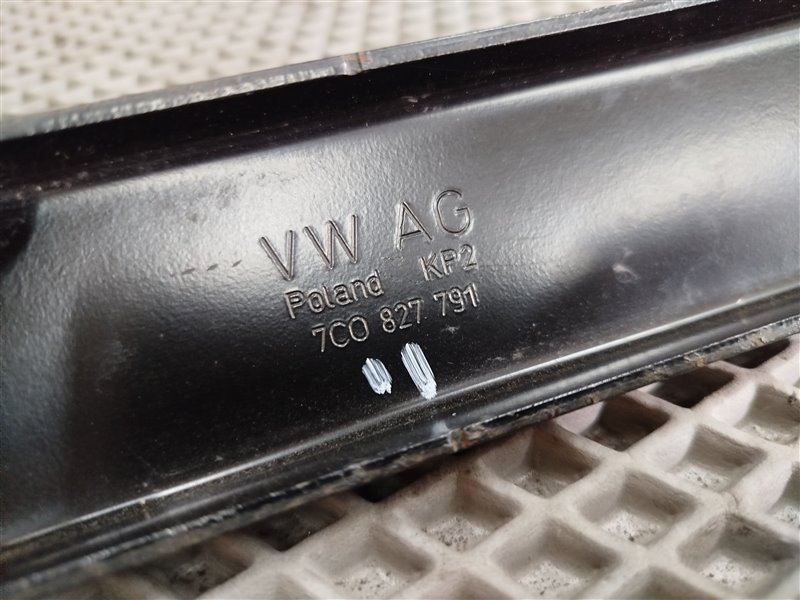 VW AG
Poland KP2
7C0 827 791